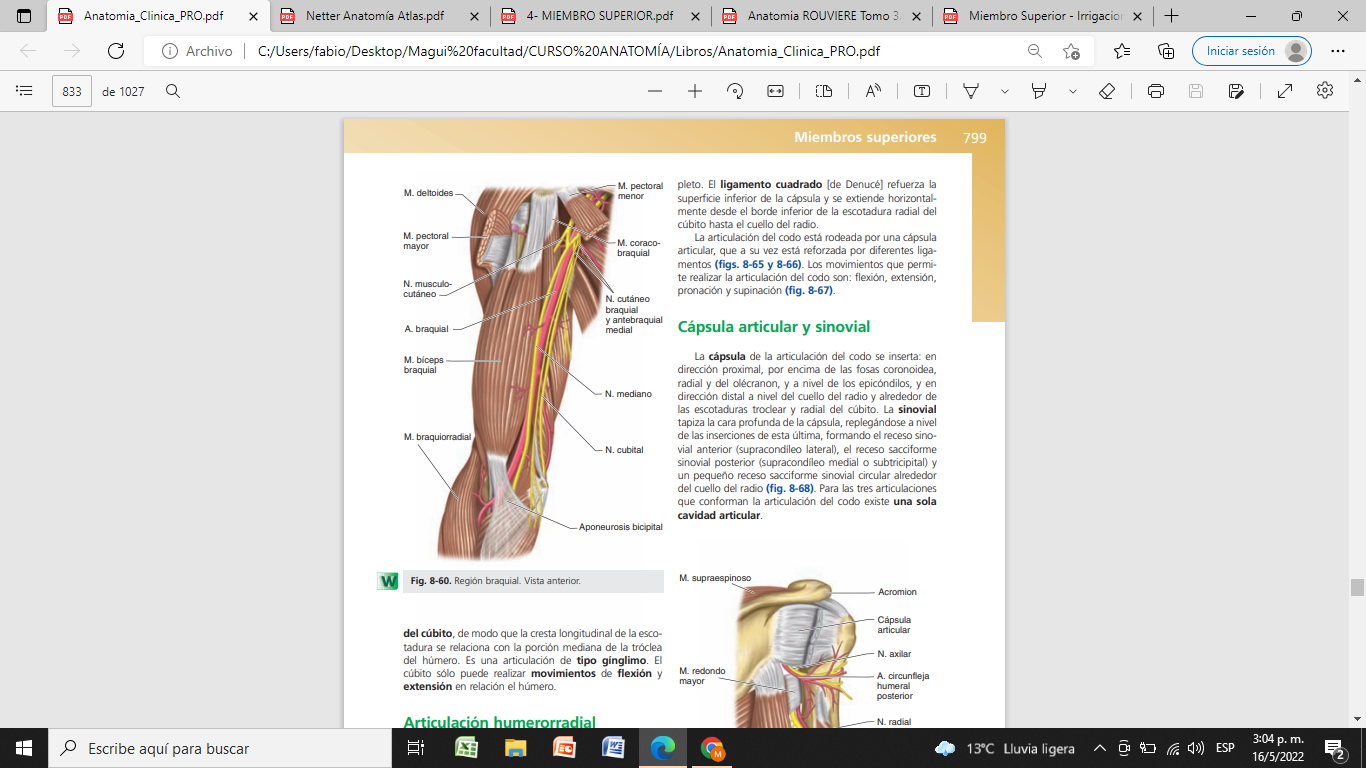 Anatomia_Clinica_PRO.pdf
Netter Anatomía Atlas.pdf
4- MIEMBRO SUPERIOR.pdf
Anatomia ROUVIERE Tomo 3.
Miembro Superior - Irrigacion
Archivo
C:/Users/fabio/Desktop/Magui%20facultad/CURSO%20ANATOMÍA/Libros/Anatomia_Clinica_PRO.pdf
Iniciar sesión
833 de 1027
Miembros superiores 799
M. deltoides
M. pectoral
mayor
N. musculo-
cutáneo
A. braquial
M. bíceps
braquial
M. braquiorradial
M. pectoral
menor
M. coraco-
braquial
N. cutáneo
braquial
y antebraquial
medial
N. mediano
N. cubital
Aponeurosis bicipital
W
Fig. 8-60. Región braquial. Vista anterior.
del cúbito, de modo que la cresta longitudinal de la esco-
tadura se relaciona con la porción mediana de la tróclea
del húmero. Es una articulación de tipo gínglimo. El
cúbito sólo puede realizar movimientos de flexión y
extensión en relación el húmero.
Articulación humerorradial
pleto. El ligamento cuadrado [de Denucé] refuerza la
superficie inferior de la cápsula y se extiende horizontal-
mente desde el borde inferior de la escotadura radial del
cúbito hasta el cuello del radio.
La articulación del codo está rodeada por una cápsula
articular, que a su vez está reforzada por diferentes liga-
mentos (figs. 8-65 y 8-66). Los movimientos que permi-
te realizar la articulación del codo son: flexión, extensión,
pronación y supinación (fig. 8-67).
Cápsula articular y sinovial
La cápsula de la articulación del codo se inserta: en
dirección proximal, por encima de las fosas coronoidea,
radial y del olécranon, y a nivel de los epicóndilos, y en
dirección distal a nivel del cuello del radio y alrededor de
las escotaduras troclear y radial del cúbito. La sinovial
tapiza la cara profunda de la cápsula, replegándose a nivel
de las inserciones de esta última, formando el receso sino-
vial anterior (supracondíleo lateral), el receso sacciforme
sinovial posterior (supracondíleo medial o subtricipital) y
un pequeño receso sacciforme sinovial circular alrededor
del cuello del radio (fig. 8-68). Para las tres articulaciones
que conforman la articulación del codo existe una sola
cavidad articular.
M. supraespinoso
M. redondo
mayor
Acromion
Cápsula
articular
N. axilar
A. circunfleja
humeral
posterior
N. radial
Escribe aquí para buscar
13°C Lluvia ligera
ESP
3:04 p. m.
16/5/2022
2